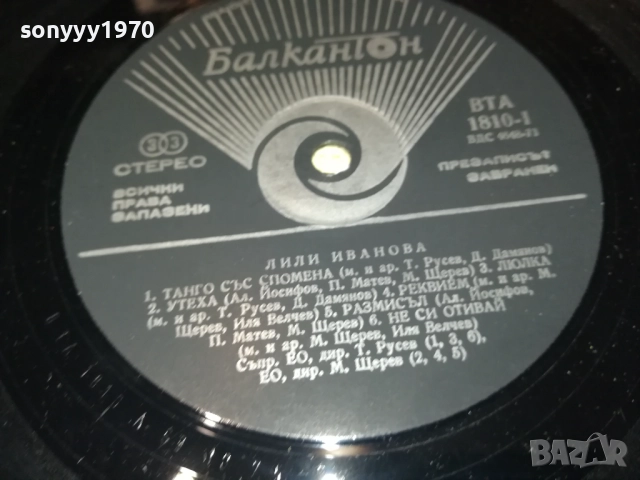 sonyyy1970
Балкантон
ВТА
1810-1
33
СТЕРЕО
ВСИЧКИ
ПРАВА
ЗАПАЗЕНИ
ПРЕЗАПИСЪТ
ЗАБРАНЕН
ЛИЛИ ИВАНОВА
1. ТАНГО СЪС СПОМЕНА (м. и ар. Т. Русев, Д. Дамянов)
2. УТЕХА (Ал. Йосифов, П. Матев, М. Щерев) 3. ЛЮЛКА
(м. и ар. Т. Русев, Д. Дамянов) 4. РЕКВИЕМ (м. и ар. М.
Щерев, Иля Велчев) 5. РАЗМИСЪЛ (Ал. Йосифов,
П. Матев, М. Щерев) 6. НЕ СИ ОТИВАЙ
(м. и ар. М. Щерев, Иля Велчев)
Съпр. ЕО, дир. Т. Русев (1, 3, 6),
ЕО, дир. М. Щерев (2, 4, 5)
BAZAR